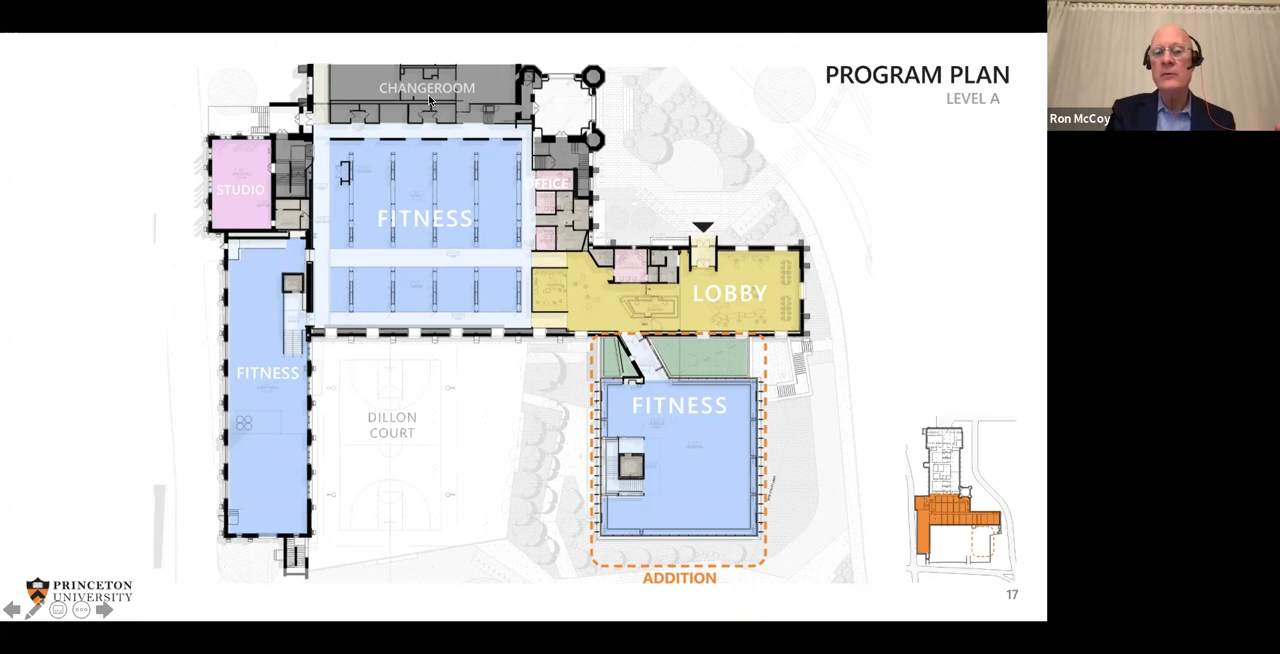 PROGRAM PLAN
LEVEL A
Ron McCoy
CHANGEROOM
STUDIO
OFFICE
FITNESS
LOBBY
FITNESS
FITNESS
DILLON
COURT
ADDITION
PRINCETON
UNIVERSITY
17